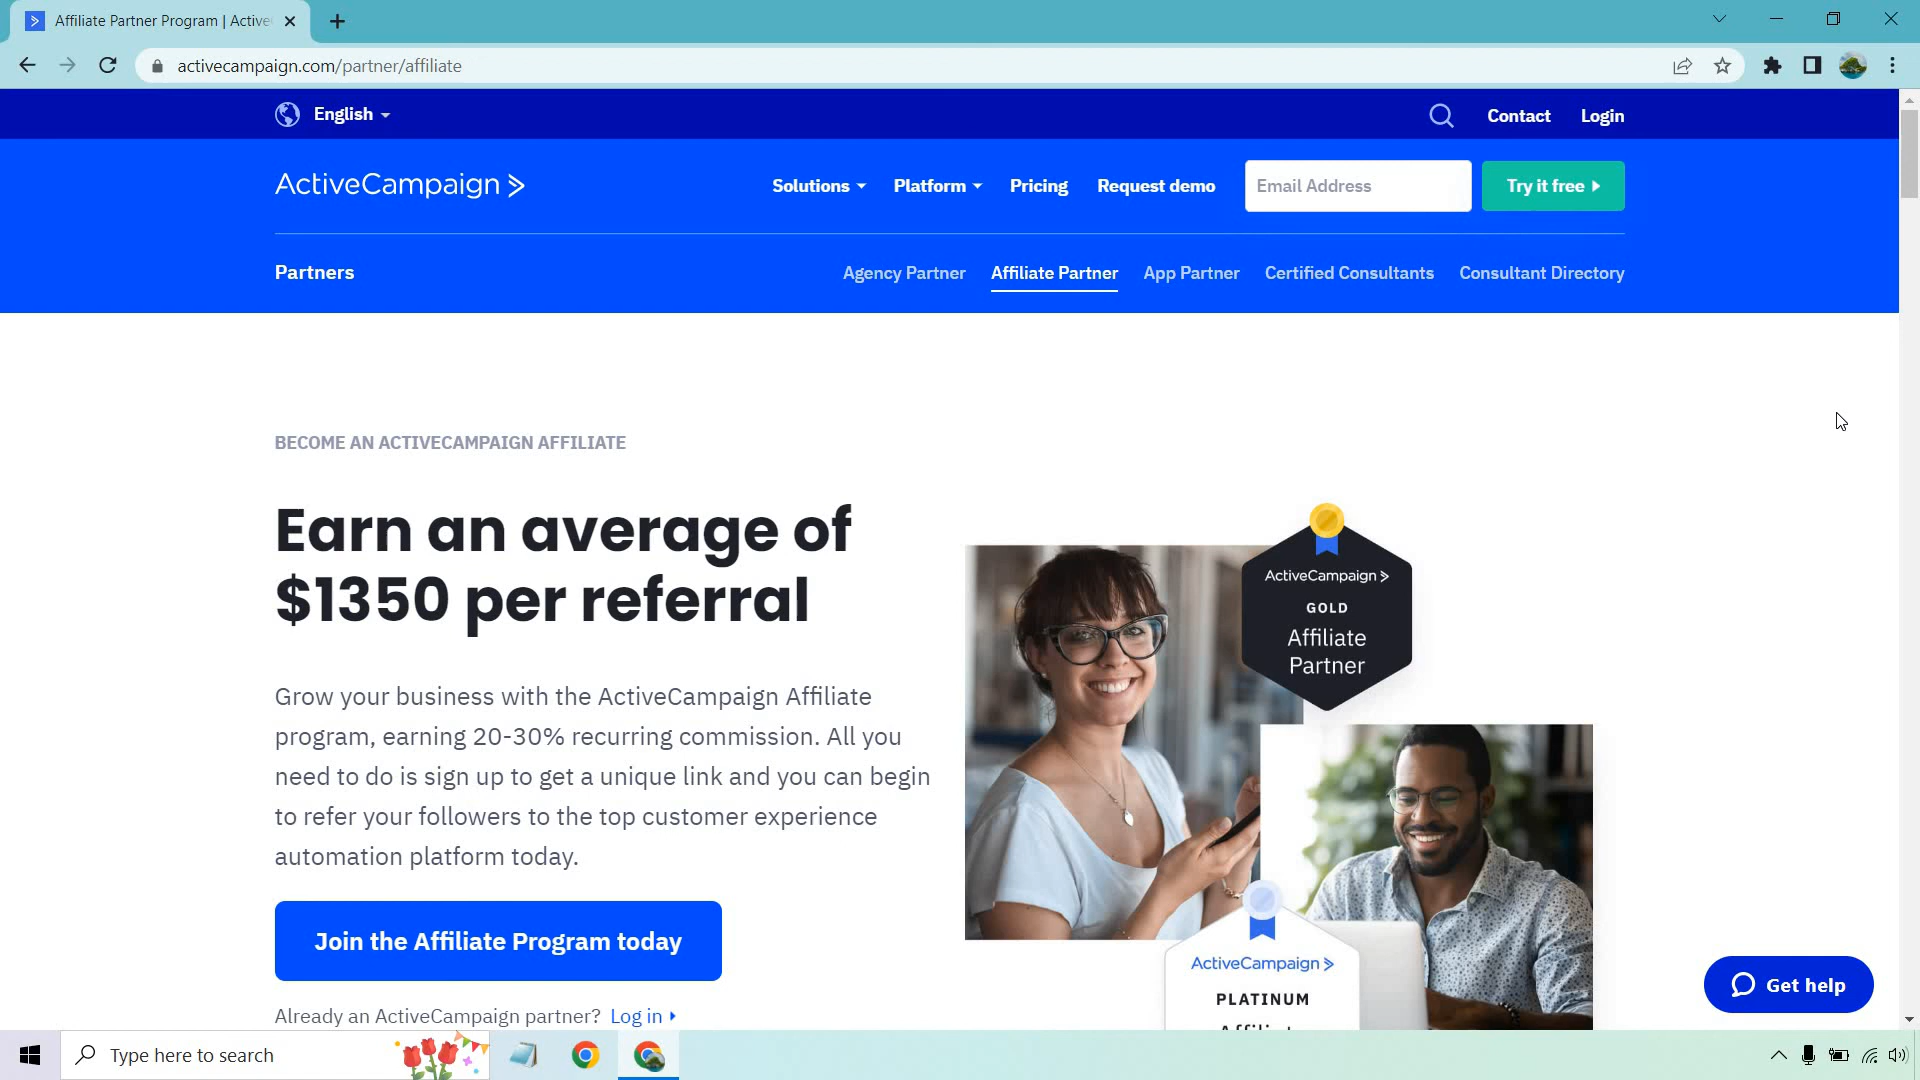 Affiliate Partner Program | Active
activecampaign.com/partner/affiliate
English
Contact
Login
ActiveCampaign >
Solutions
Platform
Pricing
Request demo
Email Address
Try it free
Partners
Agency Partner
Affiliate Partner
App Partner
Certified Consultants
Consultant Directory
BECOME AN ACTIVECAMPAIGN AFFILIATE
Earn an average of
$1350 per referral
Grow your business with the ActiveCampaign Affiliate
program, earning 20-30% recurring commission. All you
need to do is sign up to get a unique link and you can begin
to refer your followers to the top customer experience
automation platform today.
Join the Affiliate Program today
Already an ActiveCampaign partner? Log in
ActiveCampaign >
GOLD
Affiliate
Partner
ActiveCampaign >
PLATINUM
Get help
Type here to search